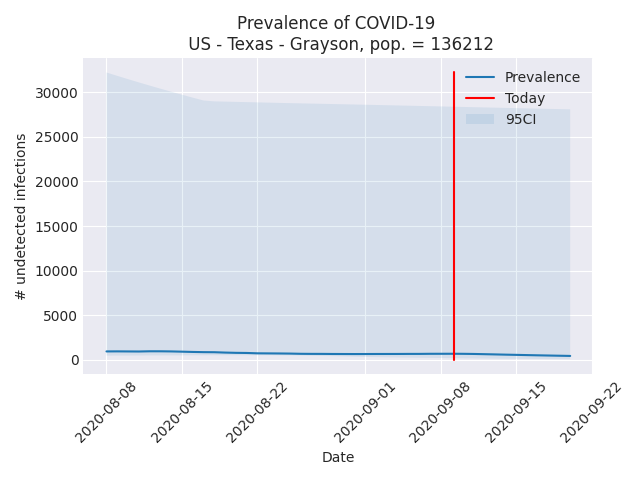 Prevalence of COVID-19
US - Texas - Grayson, pop. = 136212
Prevalence
Today
95CI
# undetected infections
30000
25000
20000
15000
10000
5000
0
2020-08-08
2020-08-15
2020-08-22
2020-09-01
2020-09-08
2020-09-15
2020-09-22
Date